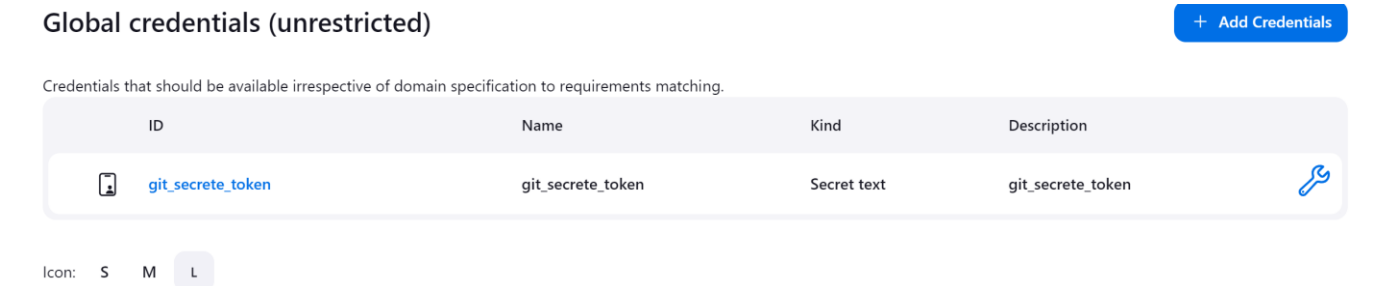 Global credentials (unrestricted)
+ Add Credentials
Credentials that should be available irrespective of domain specification to requirements matching.
ID Name Kind Description
git_secrete_token git_secrete_token Secret text git_secrete_token
Icon: S M L